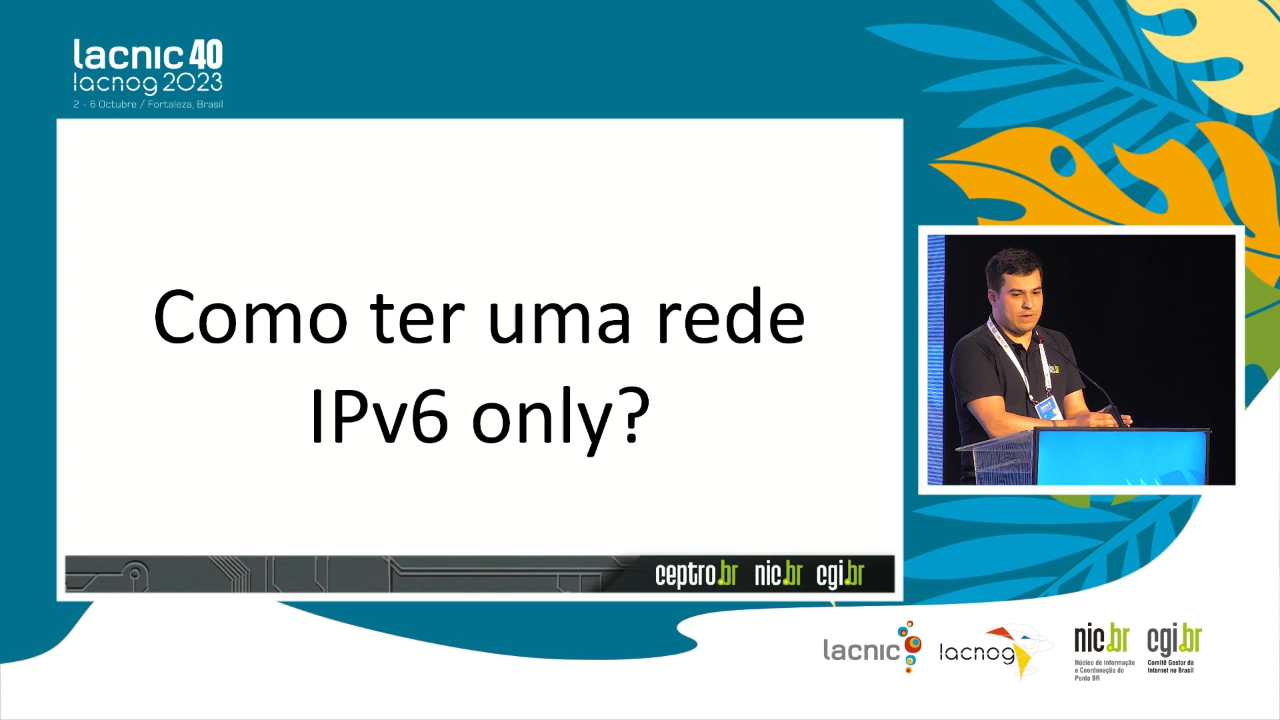 lacnic 40
lacnog 2023
2 - 6 Octubre / Fortaleza, Brasil
Como ter uma rede
IPv6 only?
ceptro.br nic.br cgi.br
lacnic
lacnog
nic.br
Núcleo de Informação
e Coordenação do
Ponto BR
cgi.br
Comitê Gestor da
Internet no Brasil